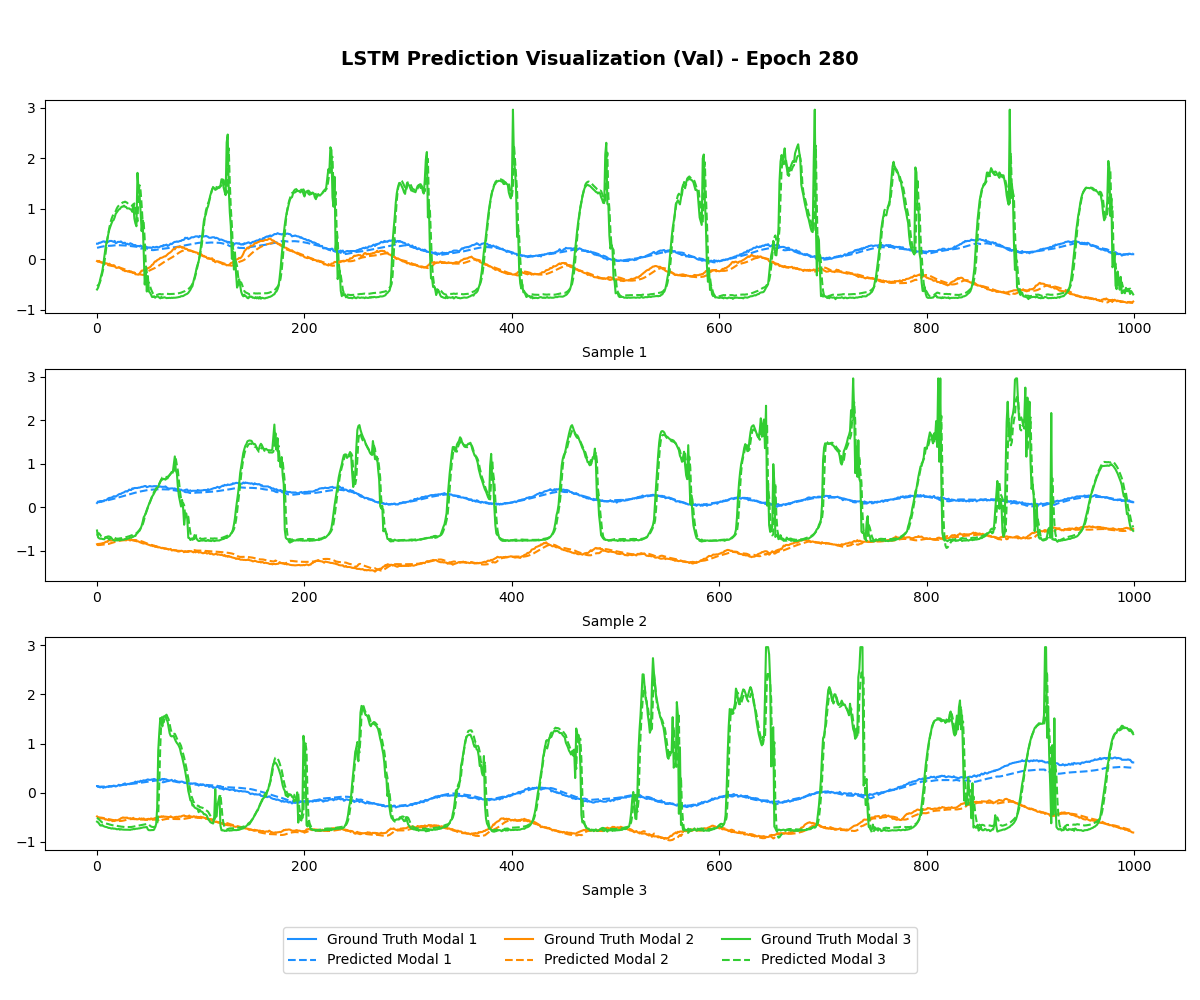 LSTM Prediction Visualization (Val) - Epoch 280
3
2
1
0
−1
0 200 400 600 800 1000
Sample 1
3
2
1
0
−1
0 200 400 600 800 1000
Sample 2
3
2
1
0
−1
0 200 400 600 800 1000
Sample 3
Ground Truth Modal 1 Ground Truth Modal 2 Ground Truth Modal 3
Predicted Modal 1 Predicted Modal 2 Predicted Modal 3